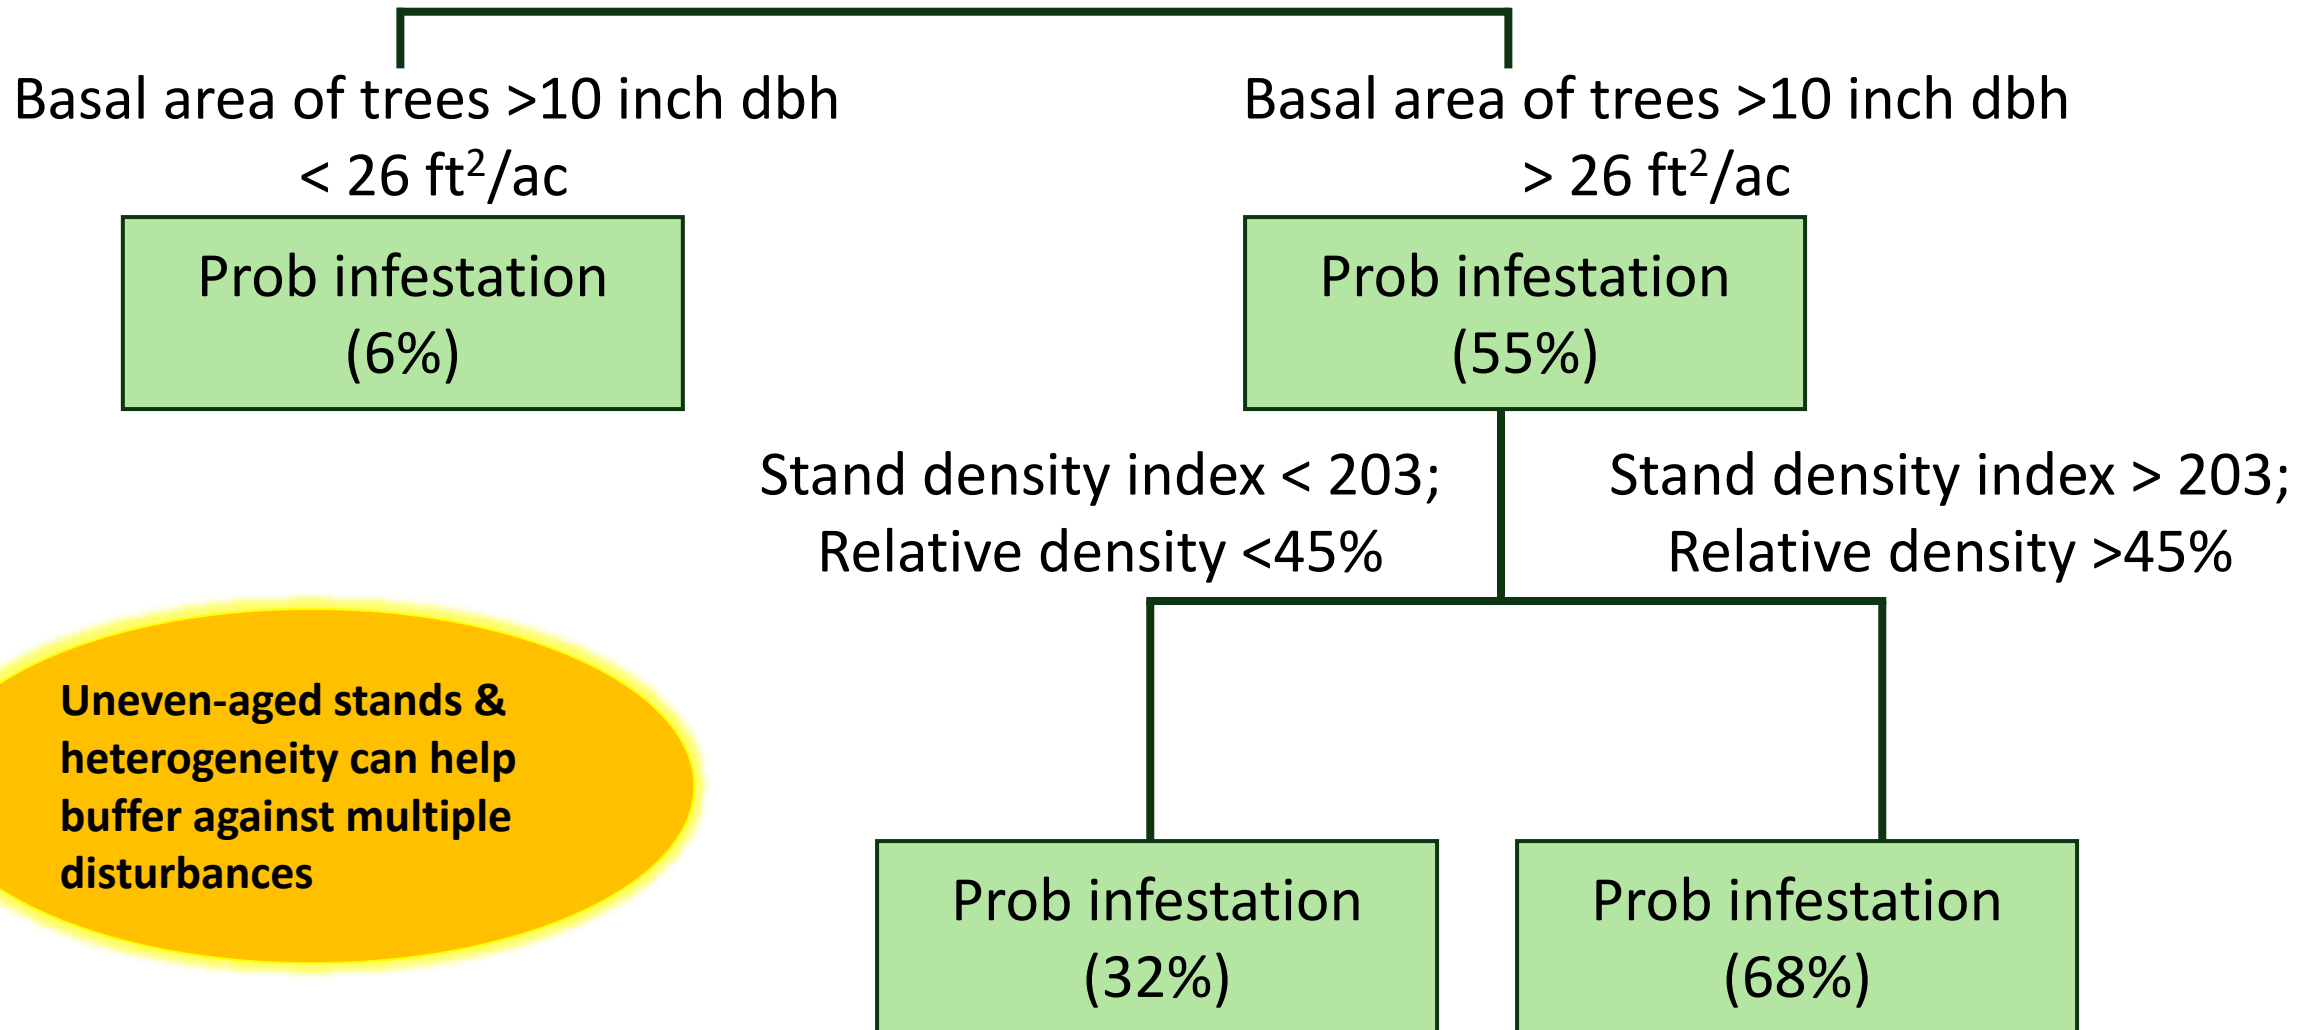 Basal area of trees >10 inch dbh
< 26 ft²/ac
Prob infestation
(6%)
Basal area of trees >10 inch dbh
> 26 ft²/ac
Prob infestation
(55%)
Stand density index < 203;
Relative density <45%
Stand density index > 203;
Relative density >45%
Uneven-aged stands &
heterogeneity can help
buffer against multiple
disturbances
Prob infestation
(32%)
Prob infestation
(68%)